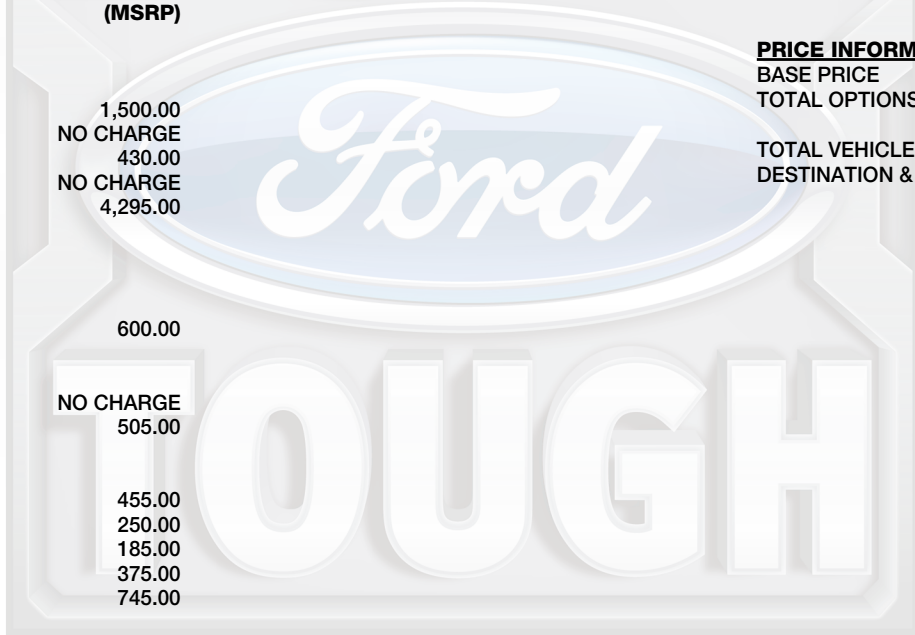 (MSRP)
1,500.00
NO CHARGE
430.00
NO CHARGE
4,295.00
600.00
NO CHARGE
505.00
455.00
250.00
185.00
375.00
745.00
PRICE INFORM
BASE PRICE
TOTAL OPTIONS
TOTAL VEHICLE
DESTINATION &
Ford
TOUGH